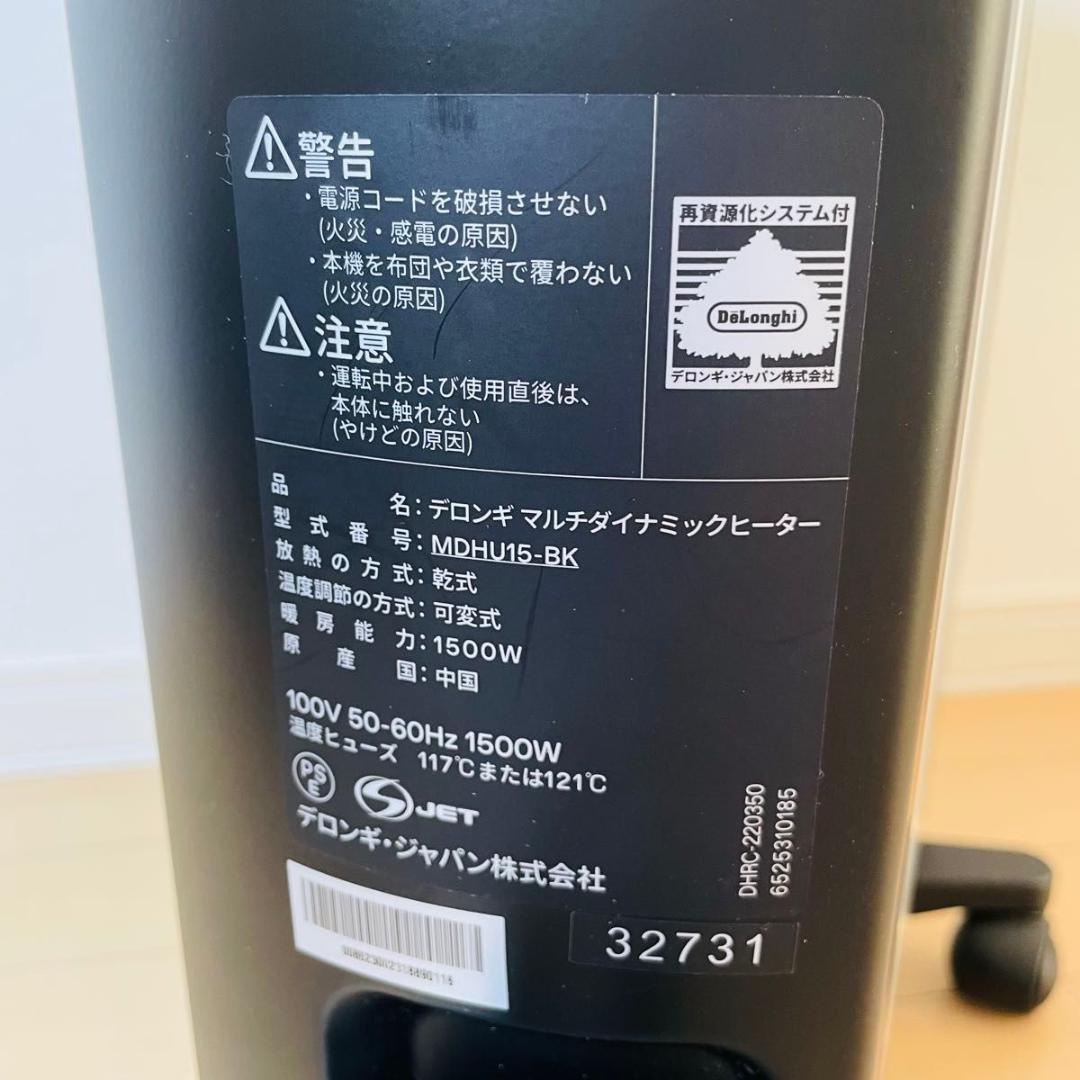 警告
・電源コードを破損させない
(火災・感電の原因)
・本機を布団や衣類で覆わない
(火災の原因)
注意
・運転中および使用直後は、
本体に触れない
(やけどの原因)
再資源化システム付
DeLonghi
デロンギ・ジャパン株式会社
品名：デロンギ マルチダイナミックヒーター
型式番号：MDHU15-BK
放熱の方式：乾式
温度調節の方式：可変式
暖房能力：1500W
原産国：中国
100V 50-60Hz 1500W
温度ヒューズ 117℃または121℃
PSE
S JET
デロンギ・ジャパン株式会社
DHRC-220350
6525310185
32731